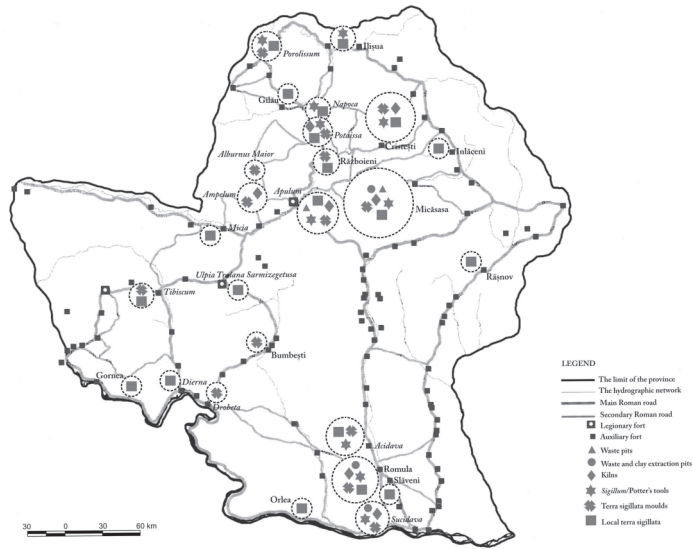 Porolissum
Ilișua
Gilău
Napoca
Potaissa
Cristești
Alburnus Maior
Războieni
Inlăceni
Ampelum
Apulum
Micăsasa
Micia
Ulpia Traiana Sarmizegetusa
Râșnov
Tibiscum
Bumbești
Gornea
Dierna
Drobeta
Acidava
Romula
Slăveni
Orlea
Sucidava
30 0 30 60 km
LEGEND
The limit of the province
The hydrographic network
Main Roman road
Secondary Roman road
Legionary fort
Auxiliary fort
Waste pits
Waste and clay extraction pits
Kilns
Sigillum/Potter's tools
Terra sigillata moulds
Local terra sigillata